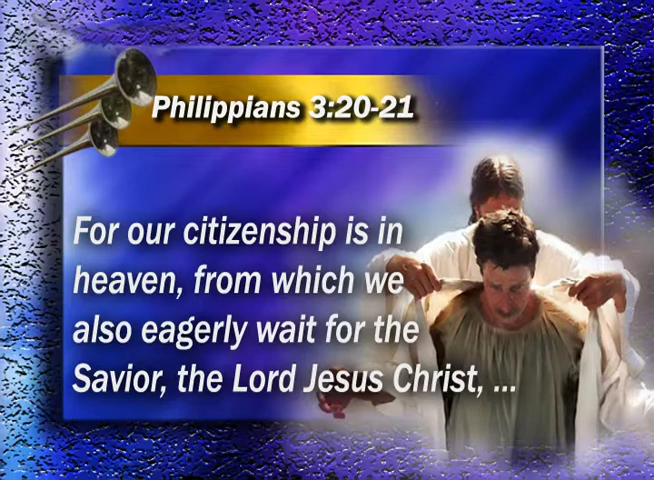 Philippians 3:20-21
For our citizenship is in
heaven, from which we
also eagerly wait for the
Savior, the Lord Jesus Christ, ...